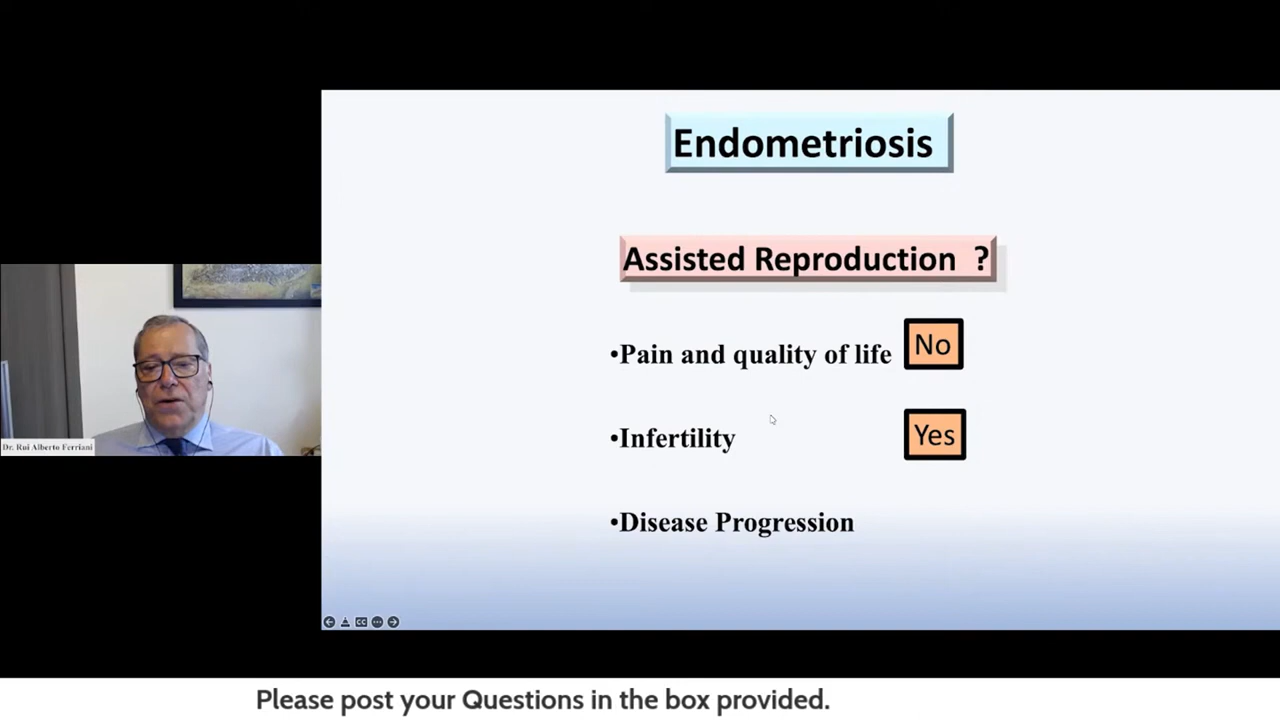 Endometriosis
Assisted Reproduction ?
•Pain and quality of life No
•Infertility Yes
•Disease Progression
Dr. Rui Alberto Ferriani
CC
Please post your Questions in the box provided.